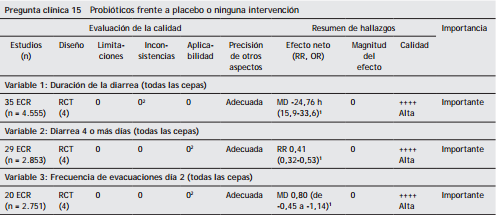 Pregunta clínica 15 Probióticos frente a placebo o ninguna intervención
Evaluación de la calidad Resumen de hallazgos Importancia
Estudios Diseño Limita- Incon- Aplica- Precisión Efecto neto Magnitud Calidad
(n) ciones sistencias bilidad de otros (RR, OR) del
aspectos efecto
Variable 1: Duración de la diarrea (todas las cepas)
35 ECR RCT 0 0² 0 Adecuada MD -24,76 h 0 ++++ Importante
(n = 4.555) (4) (15,9-33,6)¹ Alta
Variable 2: Diarrea 4 o más días (todas las cepas)
29 ECR RCT 0 0 0² Adecuada RR 0,41 0 ++++ Importante
(n = 2.853) (4) (0,32-0,53)¹ Alta
Variable 3: Frecuencia de evacuaciones día 2 (todas las cepas)
20 ECR RCT 0 0 0² Adecuada MD 0,80 (de 0 ++++ Importante
(n = 2.751) (4) -0,45 a -1,14)¹ Alta